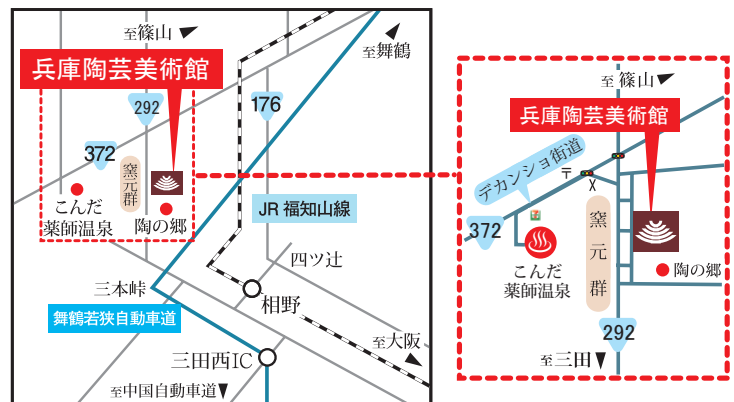 至篠山
至舞鶴
兵庫陶芸美術館
292
176
372
窯元群
こんだ
薬師温泉
陶の郷
JR 福知山線
四ツ辻
三本峠
相野
舞鶴若狭自動車道
至大阪
三田西IC
至中国自動車道
至篠山
兵庫陶芸美術館
デカンショ街道
〒
372
窯元群
こんだ
薬師温泉
陶の郷
292
至三田